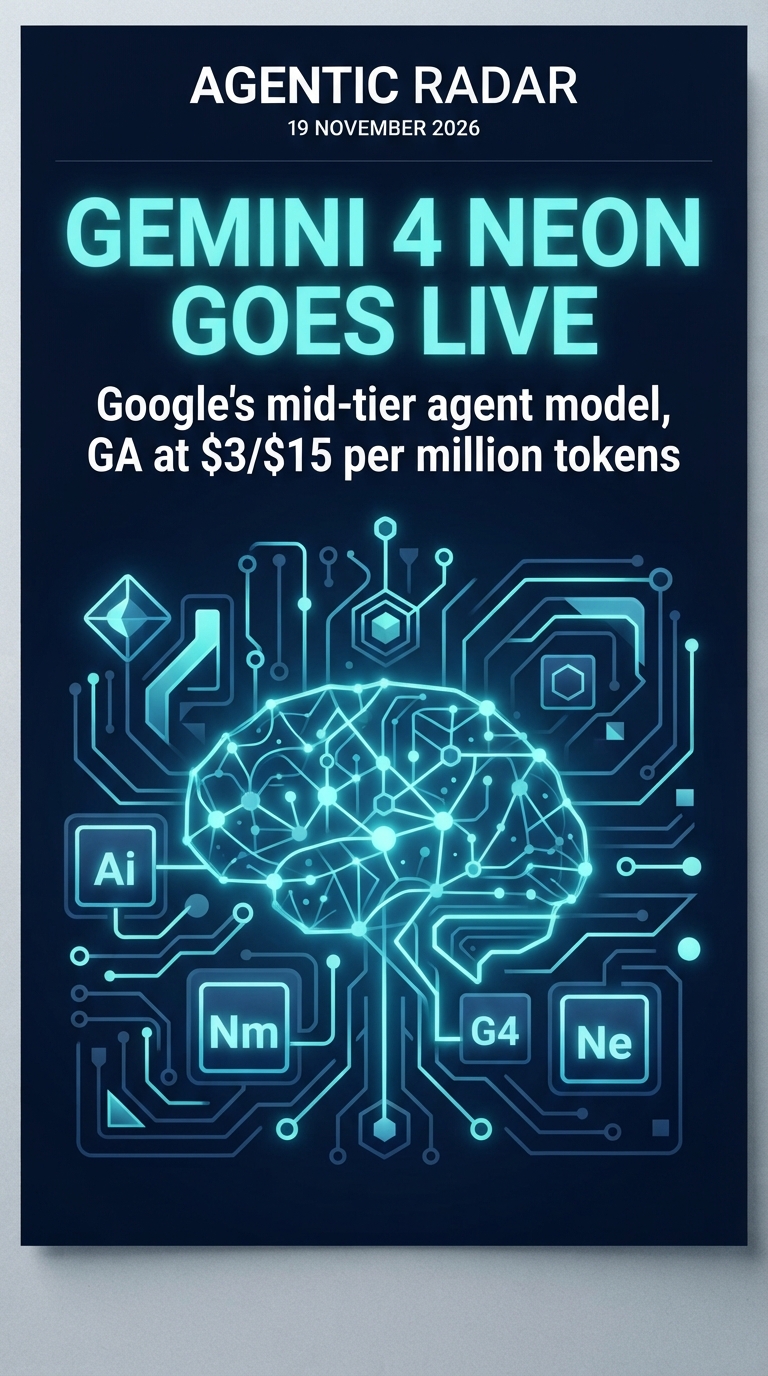 AGENTIC RADAR
19 NOVEMBER 2026
GEMINI 4 NEON
GOES LIVE
Google's mid-tier agent model,
GA at $3/$15 per million tokens
Ai
Nm
G4
Ne